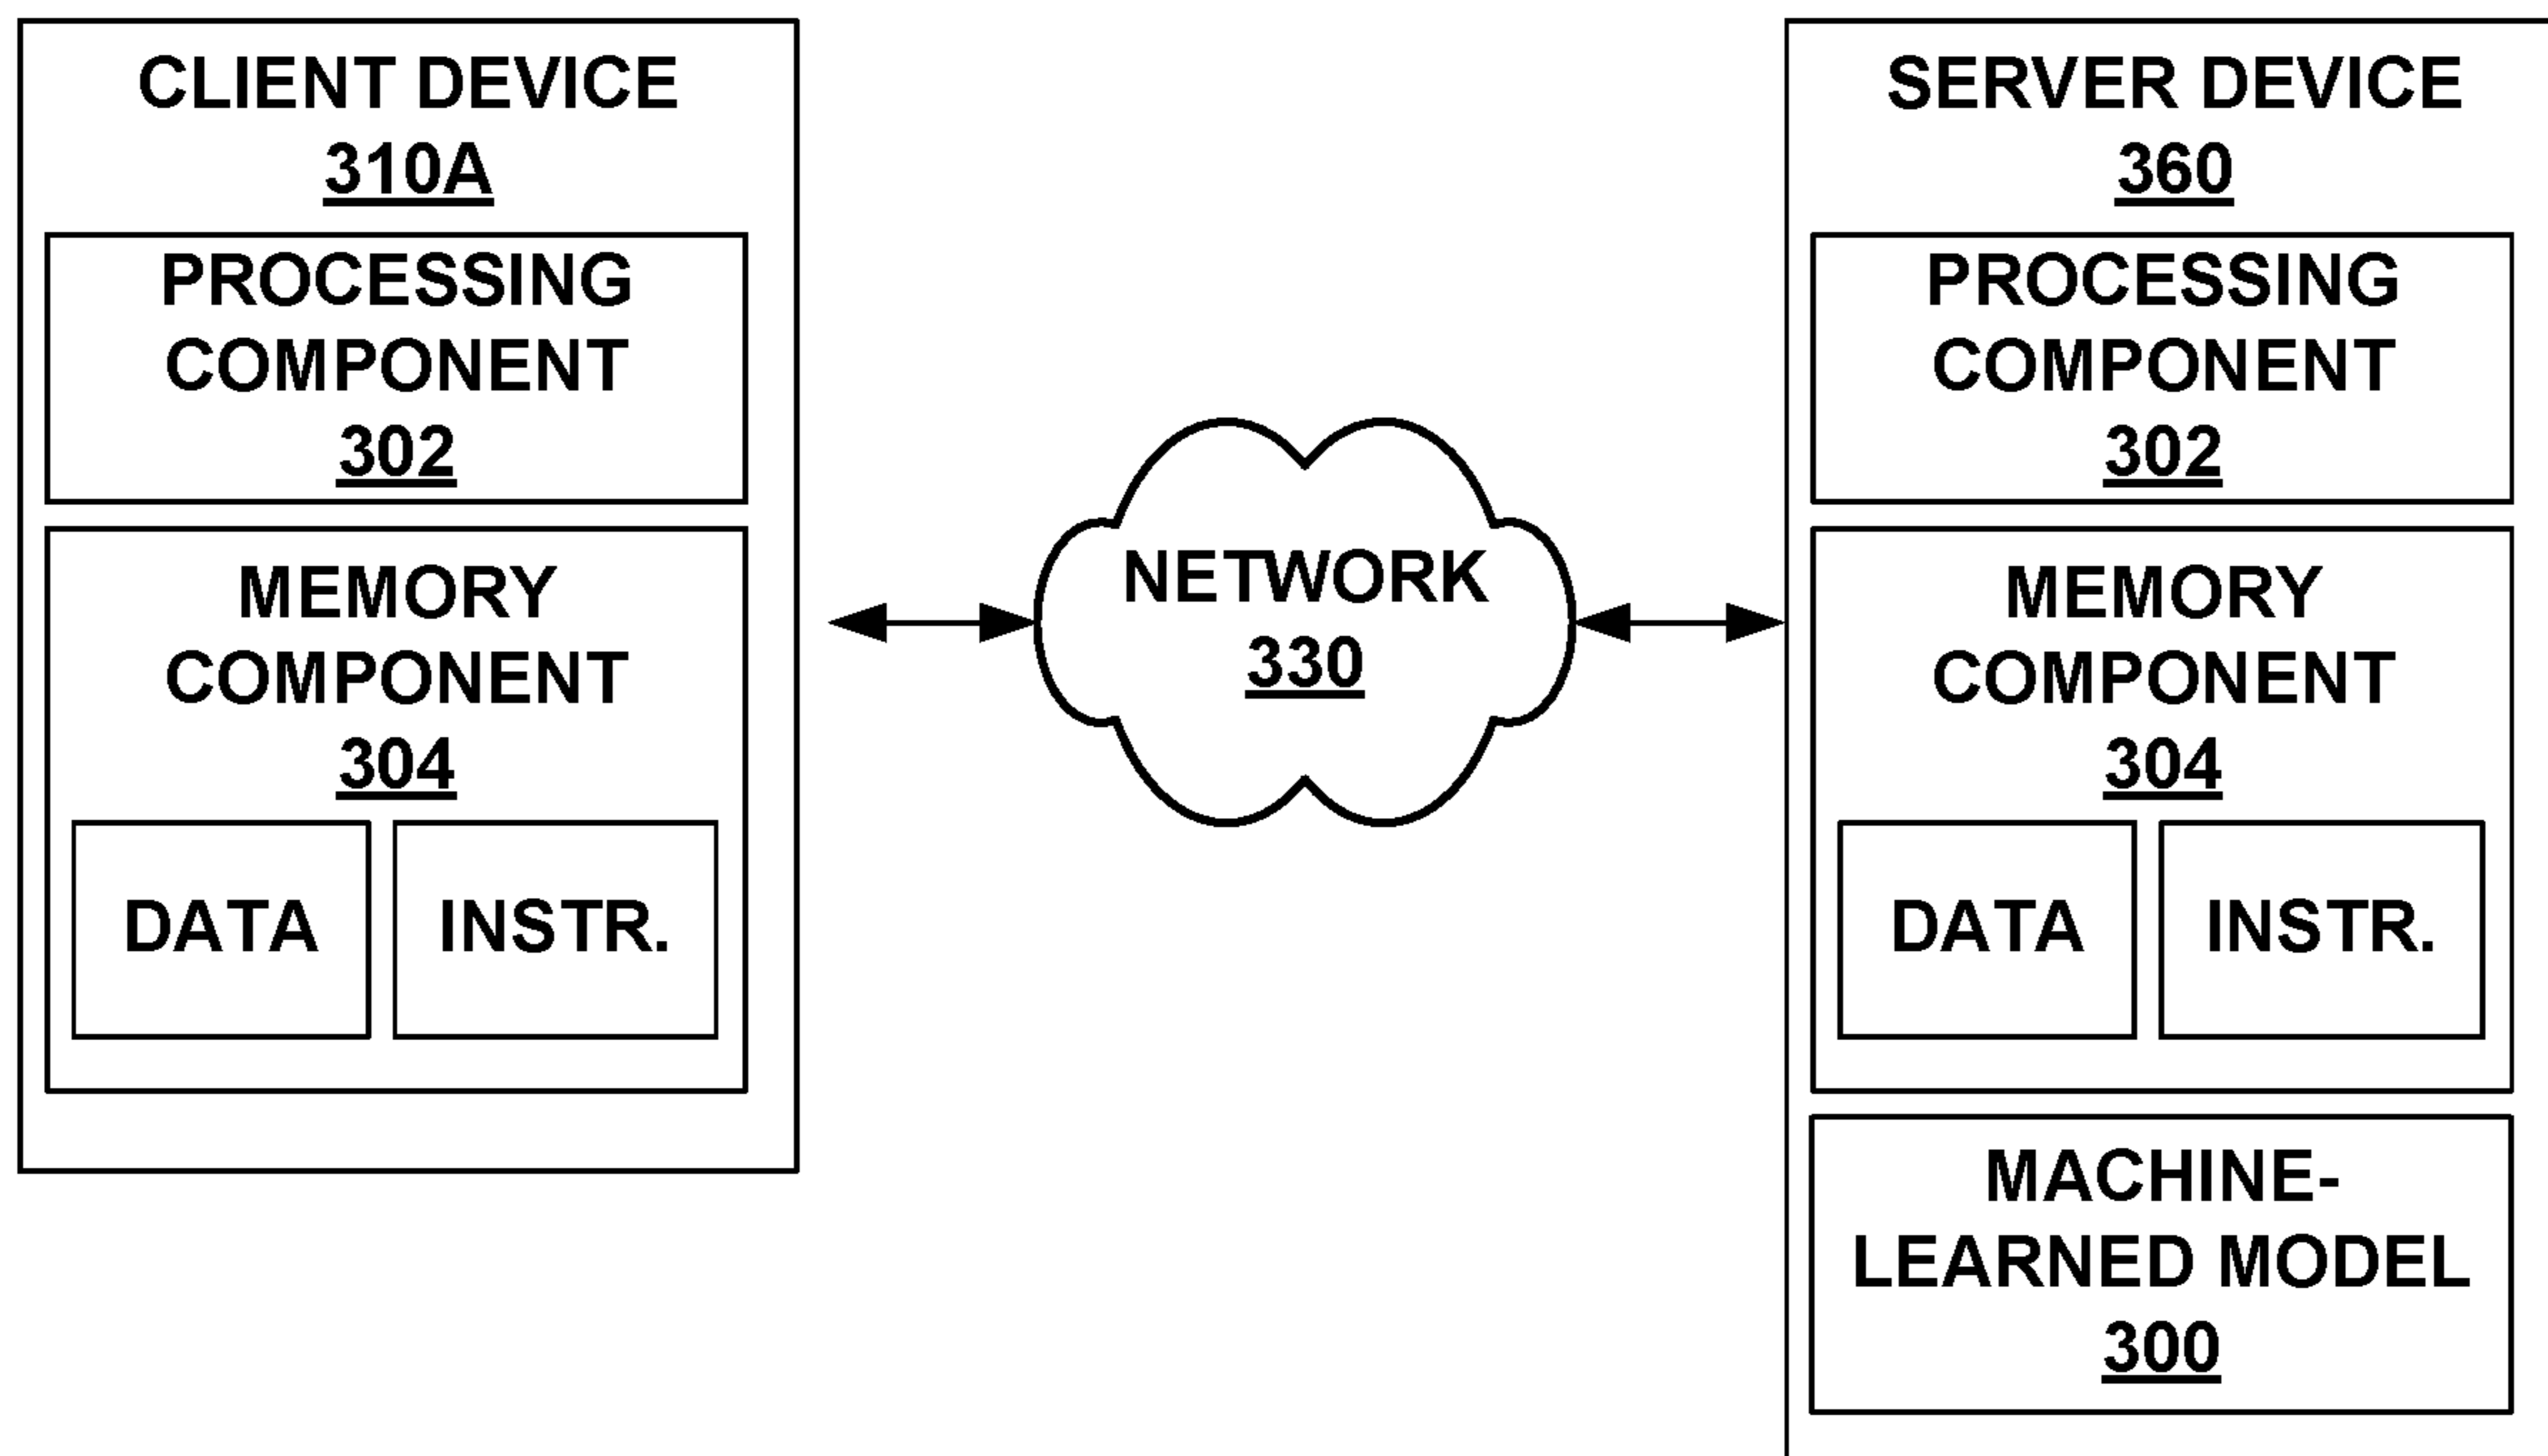 CLIENT DEVICE
310A
PROCESSING
COMPONENT
302
MEMORY
COMPONENT
304
DATA
INSTR.
NETWORK
330
SERVER DEVICE
360
PROCESSING
COMPONENT
302
MEMORY
COMPONENT
304
DATA
INSTR.
MACHINE-
LEARNED MODEL
300